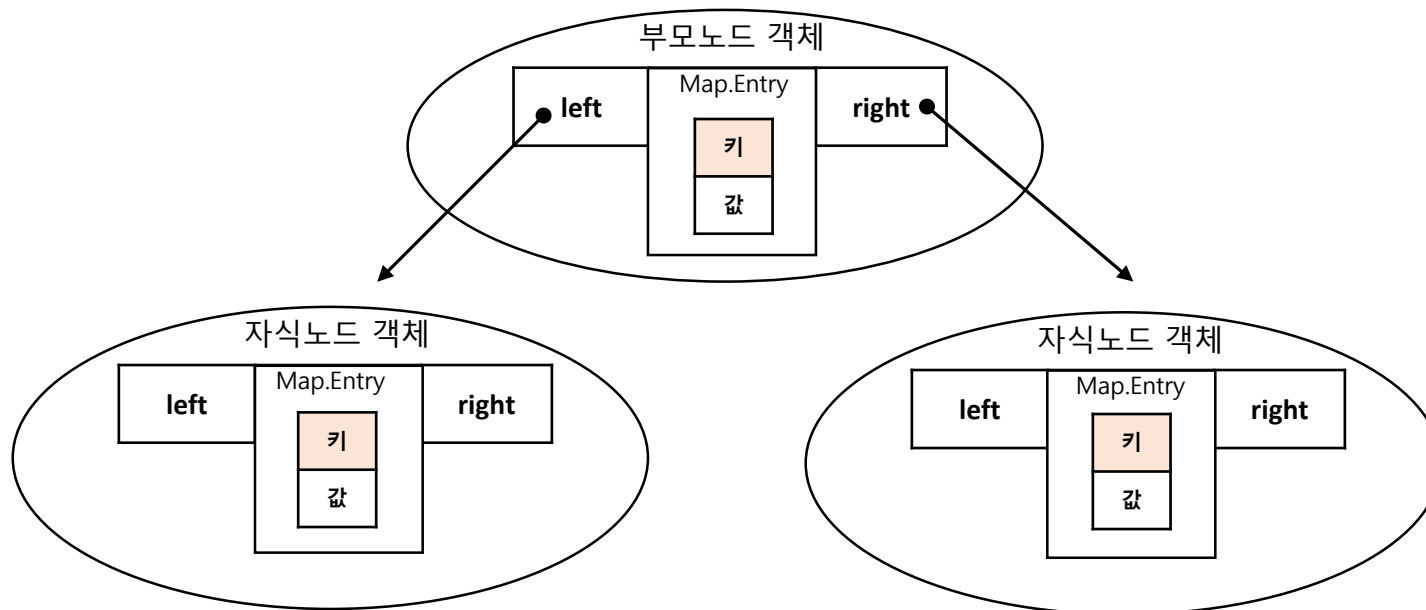 부모노드 객체
left
Map.Entry
right
키
값
자식노드 객체
left
Map.Entry
right
키
값
자식노드 객체
left
Map.Entry
right
키
값